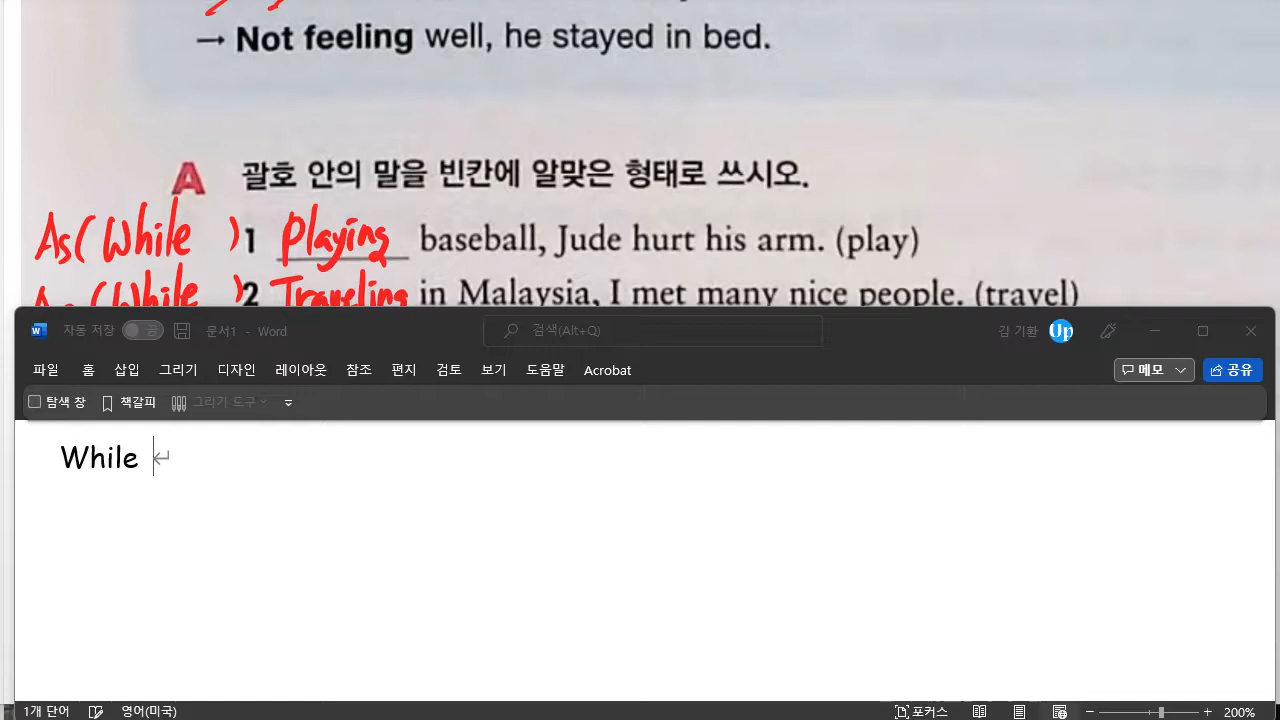 → Not feeling well, he stayed in bed.
A 괄호 안의 말을 빈칸에 알맞은 형태로 쓰시오.
As( While ) 1 Playing baseball, Jude hurt his arm. (play)
As (While )2 Traveling in Malaysia, I met many nice people. (travel)
자동 저장 끔 문서1 - Word 검색(Alt+Q) 김 기환 Up
파일 홈 삽입 그리기 디자인 레이아웃 참조 편지 검토 보기 도움말 Acrobat 메모 공유
탐색 창 책갈피 그리기 도구
While
1개 단어 영어(미국) 포커스 200%